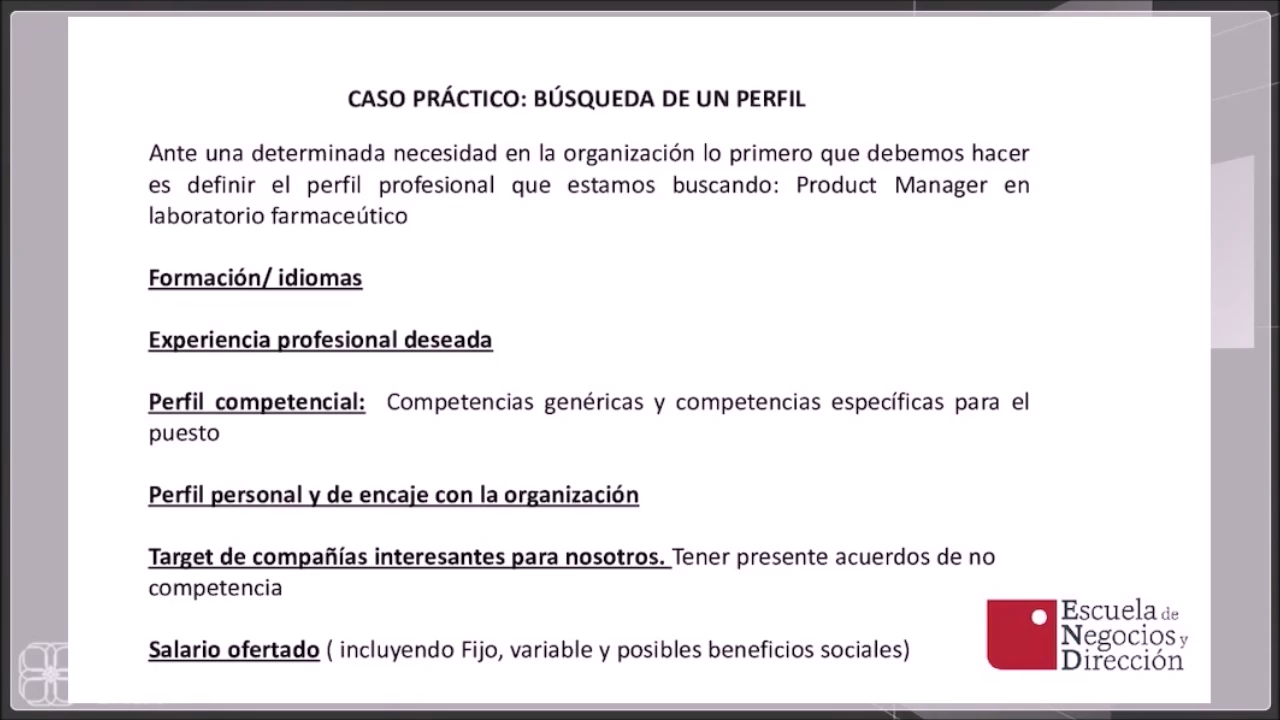 CASO PRÁCTICO: BÚSQUEDA DE UN PERFIL
Ante una determinada necesidad en la organización lo primero que debemos hacer
es definir el perfil profesional que estamos buscando: Product Manager en
laboratorio farmaceútico
Formación/ idiomas
Experiencia profesional deseada
Perfil competencial: Competencias genéricas y competencias específicas para el
puesto
Perfil personal y de encaje con la organización
Target de compañías interesantes para nosotros. Tener presente acuerdos de no
competencia
Salario ofertado ( incluyendo Fijo, variable y posibles beneficios sociales)
Escuela de
Negocios y
Dirección